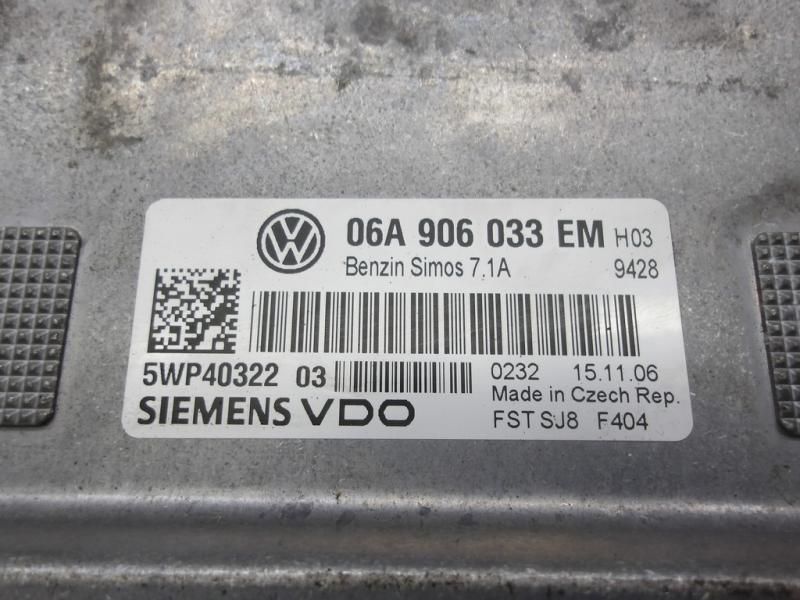 06A 906 033 EM H03
Benzin Simos 7.1A 9428
5WP40322 03 0232 15.11.06
Made in Czech Rep.
SIEMENS VDO FST SJ8 F404